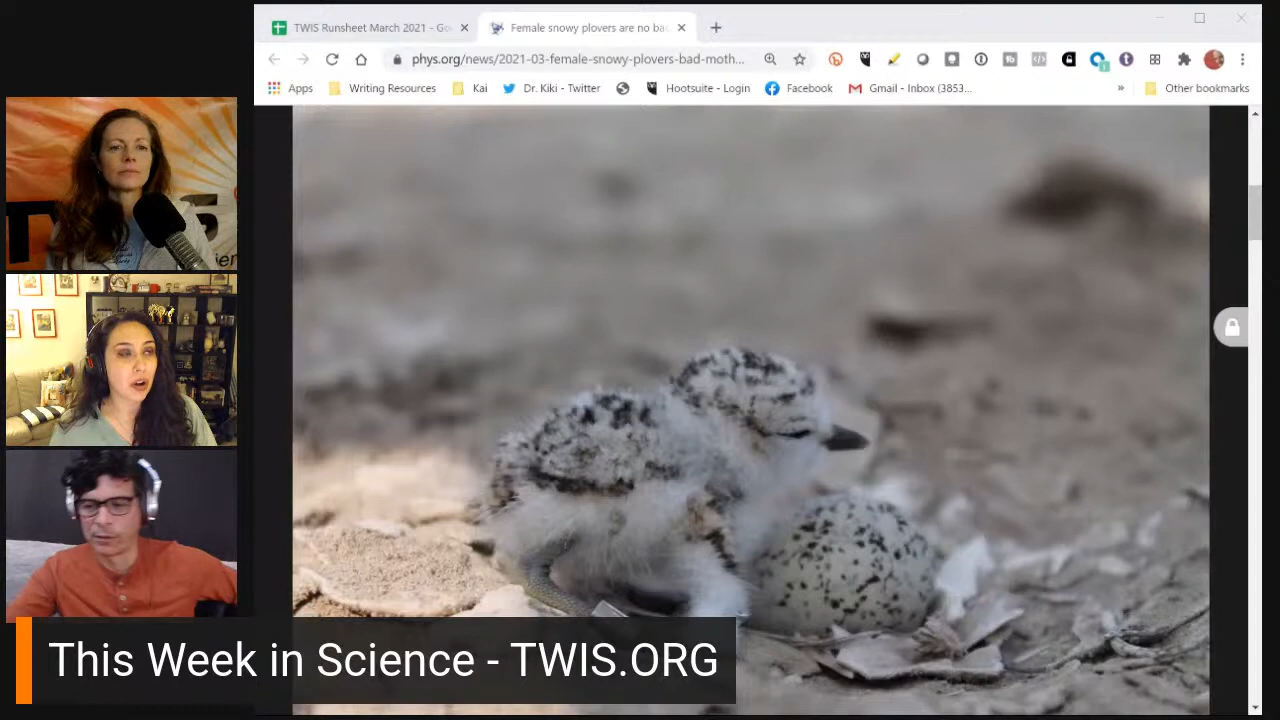 TWIS Runsheet March 2021 - Go
Female snowy plovers are no ba
phys.org/news/2021-03-female-snowy-plovers-bad-moth...
Apps
Writing Resources
Kai
Dr. Kiki - Twitter
Hootsuite - Login
Facebook
Gmail - Inbox (3853...
»
Other bookmarks
This Week in Science - TWIS.ORG